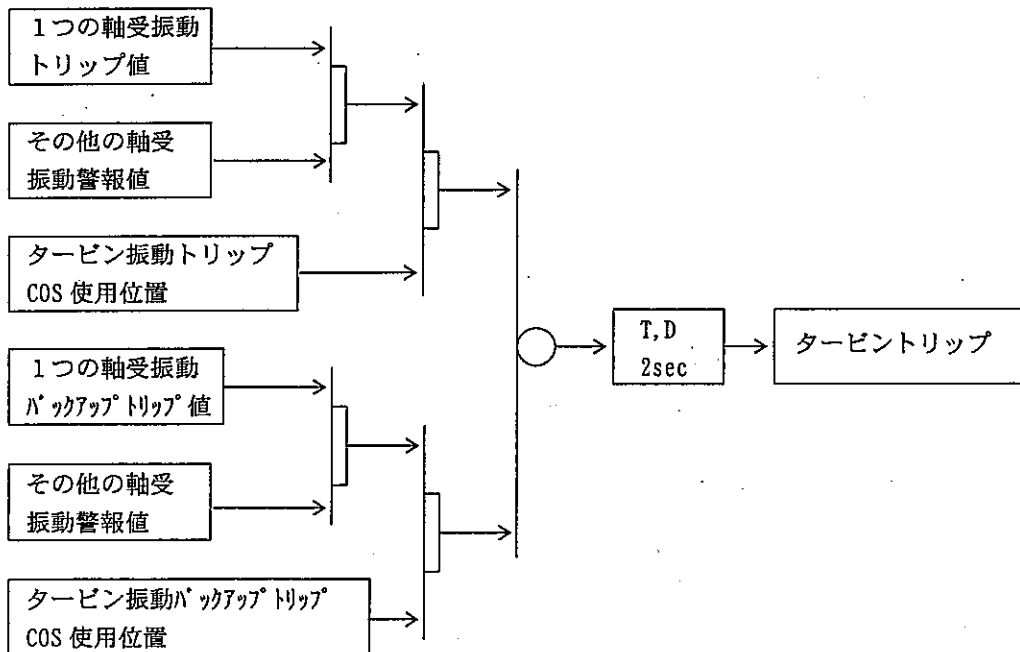 １つの軸受振動
トリップ値
その他の軸受
振動警報値
タービン振動トリップ
COS 使用位置
１つの軸受振動
ﾊﾞｯｸｱｯﾌﾟﾄﾘｯﾌﾟ値
その他の軸受
振動警報値
タービン振動ﾊﾞｯｸｱｯﾌﾟﾄﾘｯﾌﾟ
COS 使用位置
T,D
2sec
タービントリップ